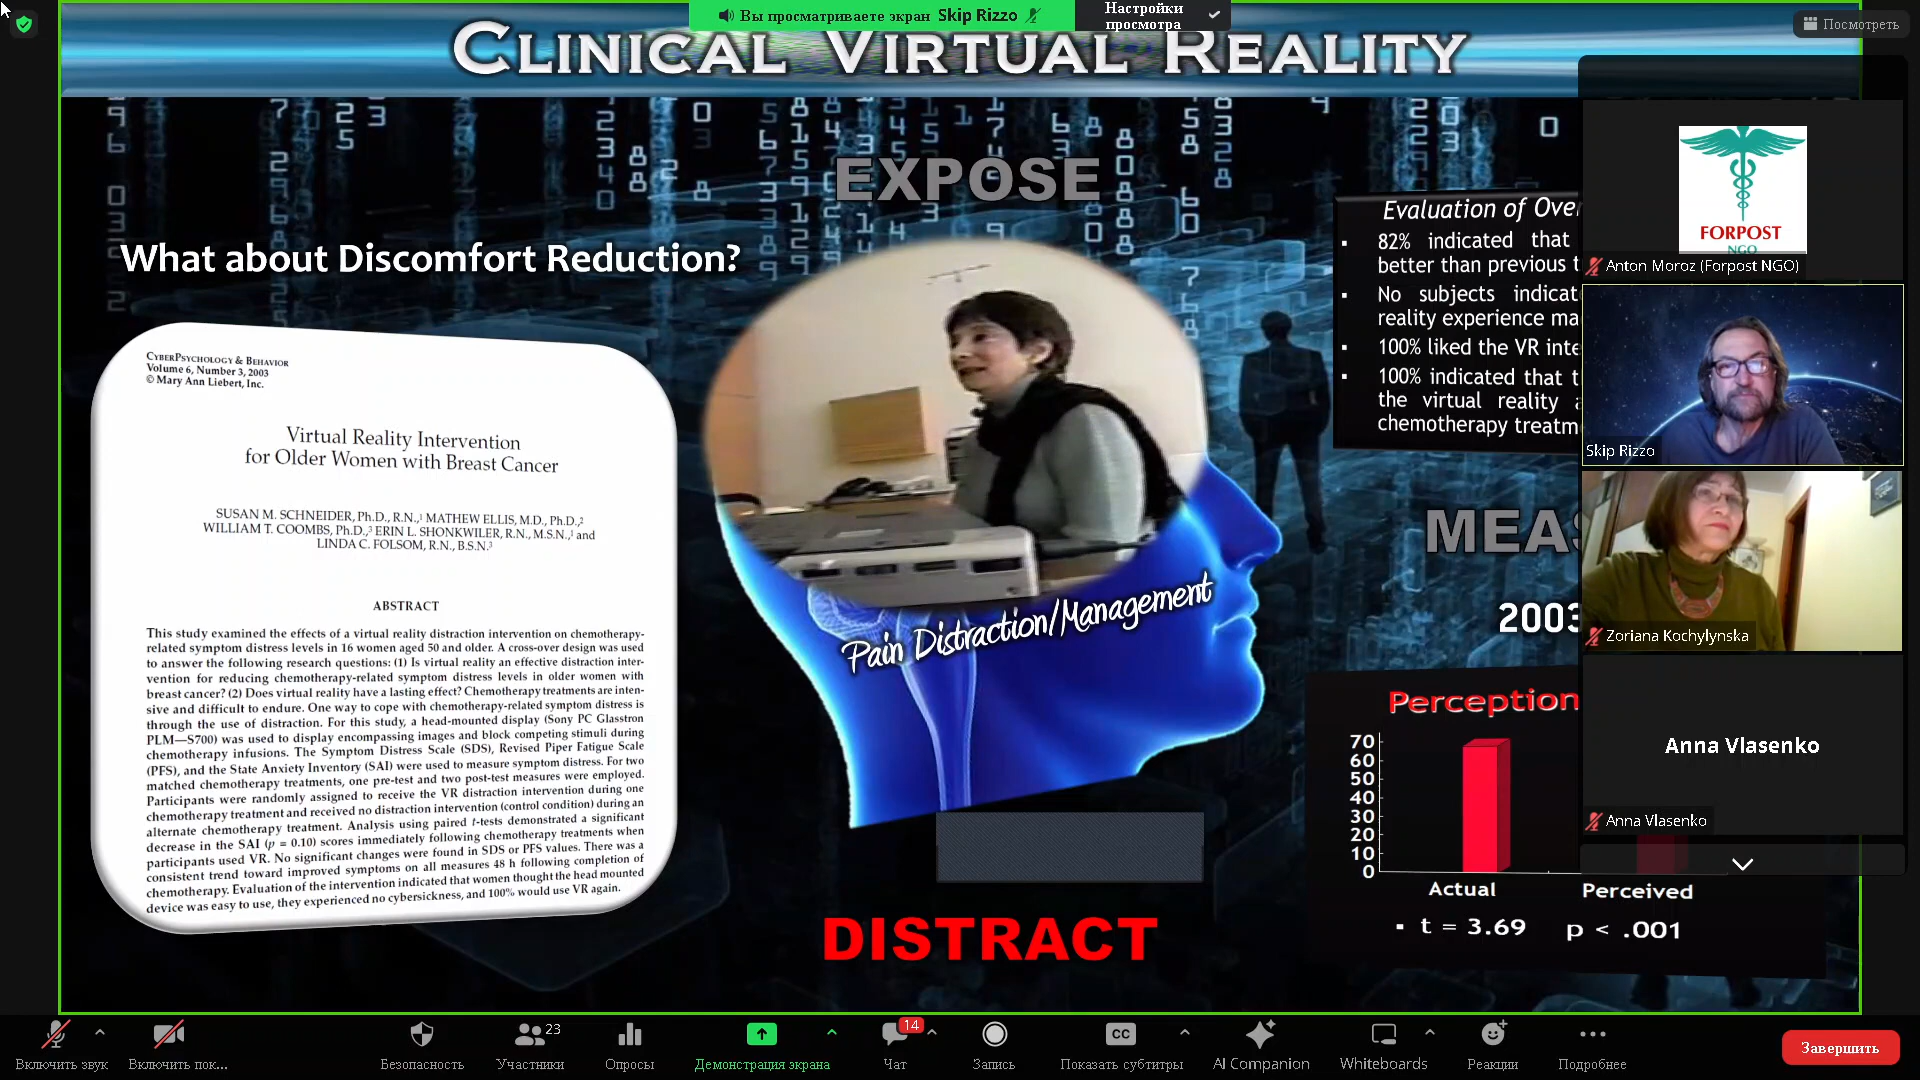 Вы просматриваете экран Skip Rizzo
Настройки просмотра
Посмотреть
CLINICAL VIRTUAL REALITY
EXPOSE
What about Discomfort Reduction?
CYBERPSYCHOLOGY & BEHAVIOR
Volume 6, Number 3, 2003
© Mary Ann Liebert, Inc.
Virtual Reality Intervention
for Older Women with Breast Cancer
SUSAN M. SCHNEIDER, Ph.D., R.N.,1 MATHEW ELLIS, M.D., Ph.D.,2
WILLIAM T. COOMBS, Ph.D.,3 ERIN L. SHONKWILER, R.N., M.S.N.,1 and
LINDA C. FOLSOM, R.N., B.S.N.3
ABSTRACT
This study examined the effects of a virtual reality distraction intervention on chemotherapy-
related symptom distress levels in 16 women aged 50 and older. A cross-over design was used
to answer the following research questions: (1) Is virtual reality an effective distraction inter-
vention for reducing chemotherapy-related symptom distress levels in older women with
breast cancer? (2) Does virtual reality have a lasting effect? Chemotherapy treatments are inten-
sive and difficult to endure. One way to cope with chemotherapy-related symptom distress is
through the use of distraction. For this study, a head-mounted display (Sony PC Glasstron
PLM—S700) was used to display encompassing images and block competing stimuli during
chemotherapy infusions. The Symptom Distress Scale (SDS), Revised Piper Fatigue Scale
(PFS), and the State Anxiety Inventory (SAI) were used to measure symptom distress. For two
matched chemotherapy treatments, one pre-test and two post-test measures were employed.
Participants were randomly assigned to receive the VR distraction intervention during one
chemotherapy treatment and received no distraction intervention (control condition) during an
alternate chemotherapy treatment. Analysis using paired t-tests demonstrated a significant
decrease in the SAI (p = 0.10) scores immediately following chemotherapy treatments when
participants used VR. No significant changes were found in SDS or PFS values. There was a
consistent trend toward improved symptoms on all measures 48 h following completion of
chemotherapy. Evaluation of the intervention indicated that women thought the head mounted
device was easy to use, they experienced no cybersickness, and 100% would use VR again.
Pain Distraction/Management
DISTRACT
Evaluation of Over
▪ 82% indicated that
better than previous t
▪ No subjects indicat
reality experience ma
▪ 100% liked the VR inte
▪ 100% indicated that t
the virtual reality a
chemotherapy treatm
MEAS
2003
Perception
70
60
50
40
30
20
10
0
Actual Perceived
▪ t = 3.69 p < .001
FORPOST
NGO
Anton Moroz (Forpost NGO)
Skip Rizzo
Zoriana Kochylynska
Anna Vlasenko
Anna Vlasenko
Включить звук
Включить пок...
Безопасность
23
Участники
Опросы
Демонстрация экрана
14
Чат
Запись
CC
Показать субтитры
AI Companion
Whiteboards
Реакции
Подробнее
Завершить